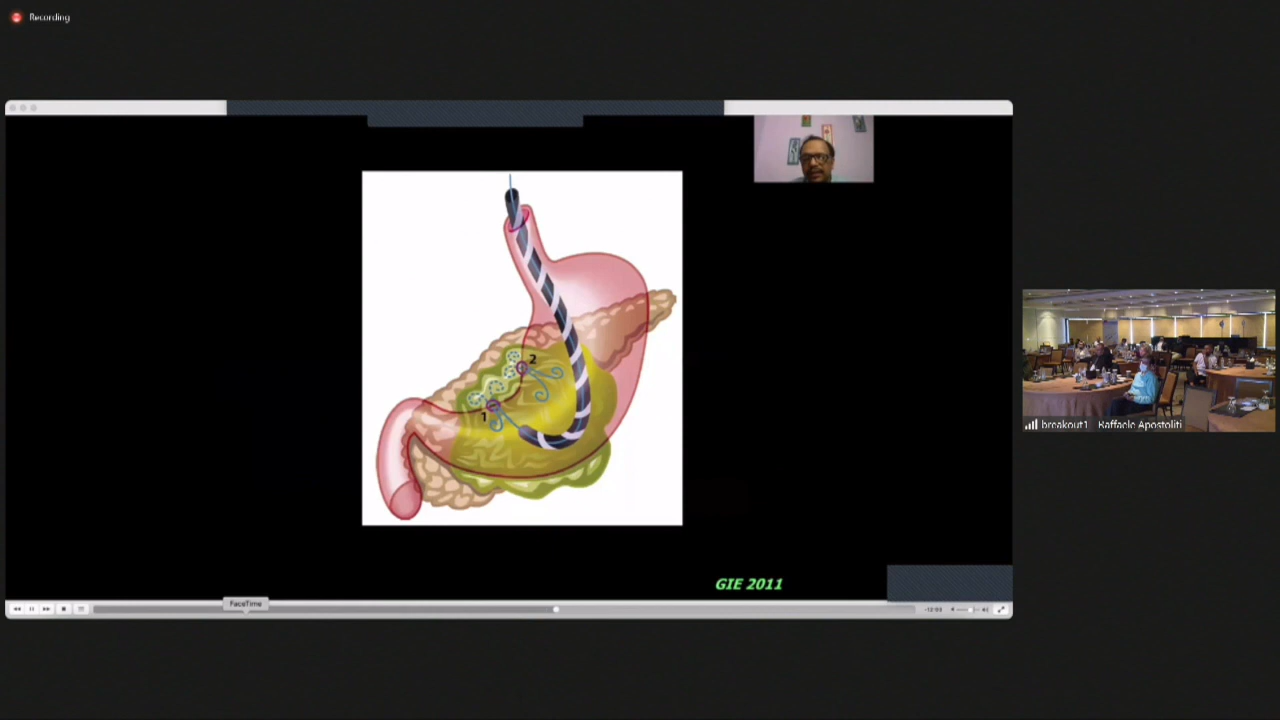 Recording
2
1
breakout1 - Raffaele Apostoliti
GIE 2011
FaceTime